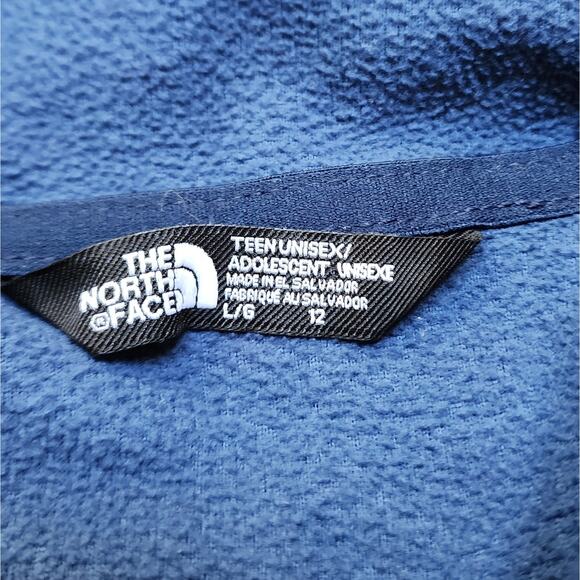 THE
NORTH
FACE
TEEN UNISEX/
ADOLESCENT UNISEXE
MADE IN EL SALVADOR
FABRIQUÉ AU SALVADOR
L/G 12